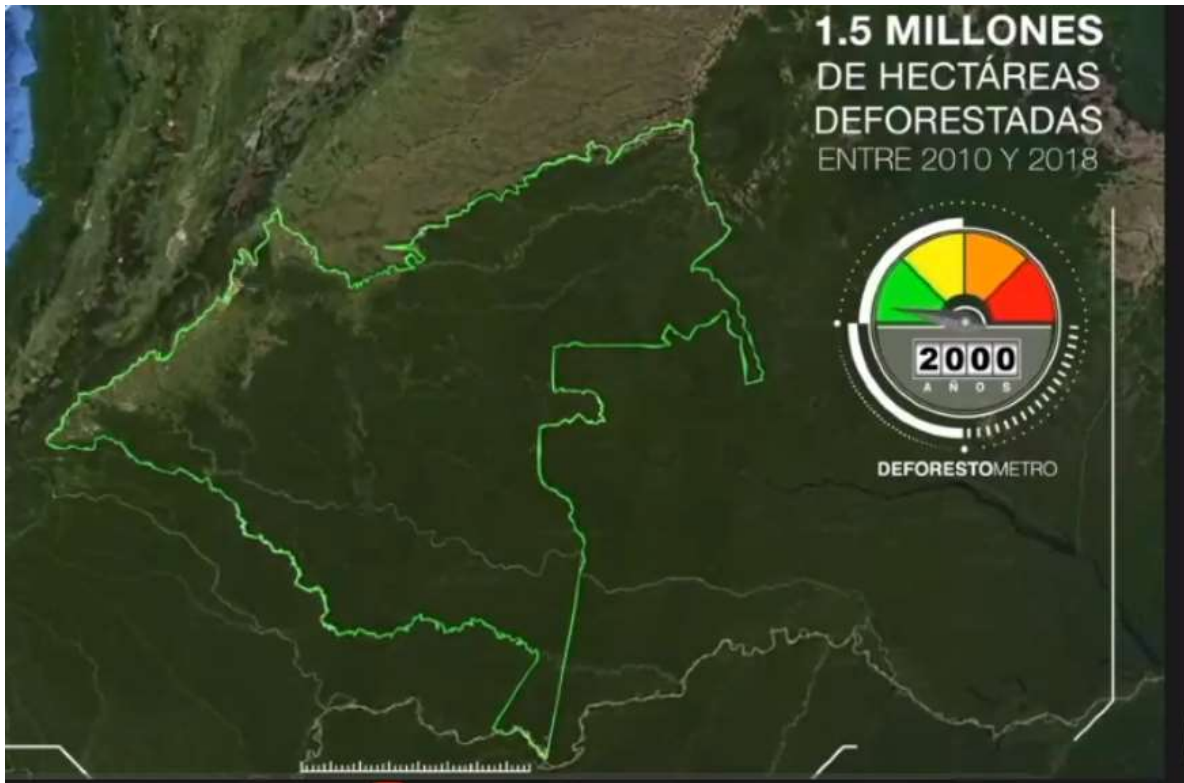 1.5 MILLONES
DE HECTÁREAS
DEFORESTADAS
ENTRE 2010 Y 2018
2000
AÑOS
DEFORESTOMETRO